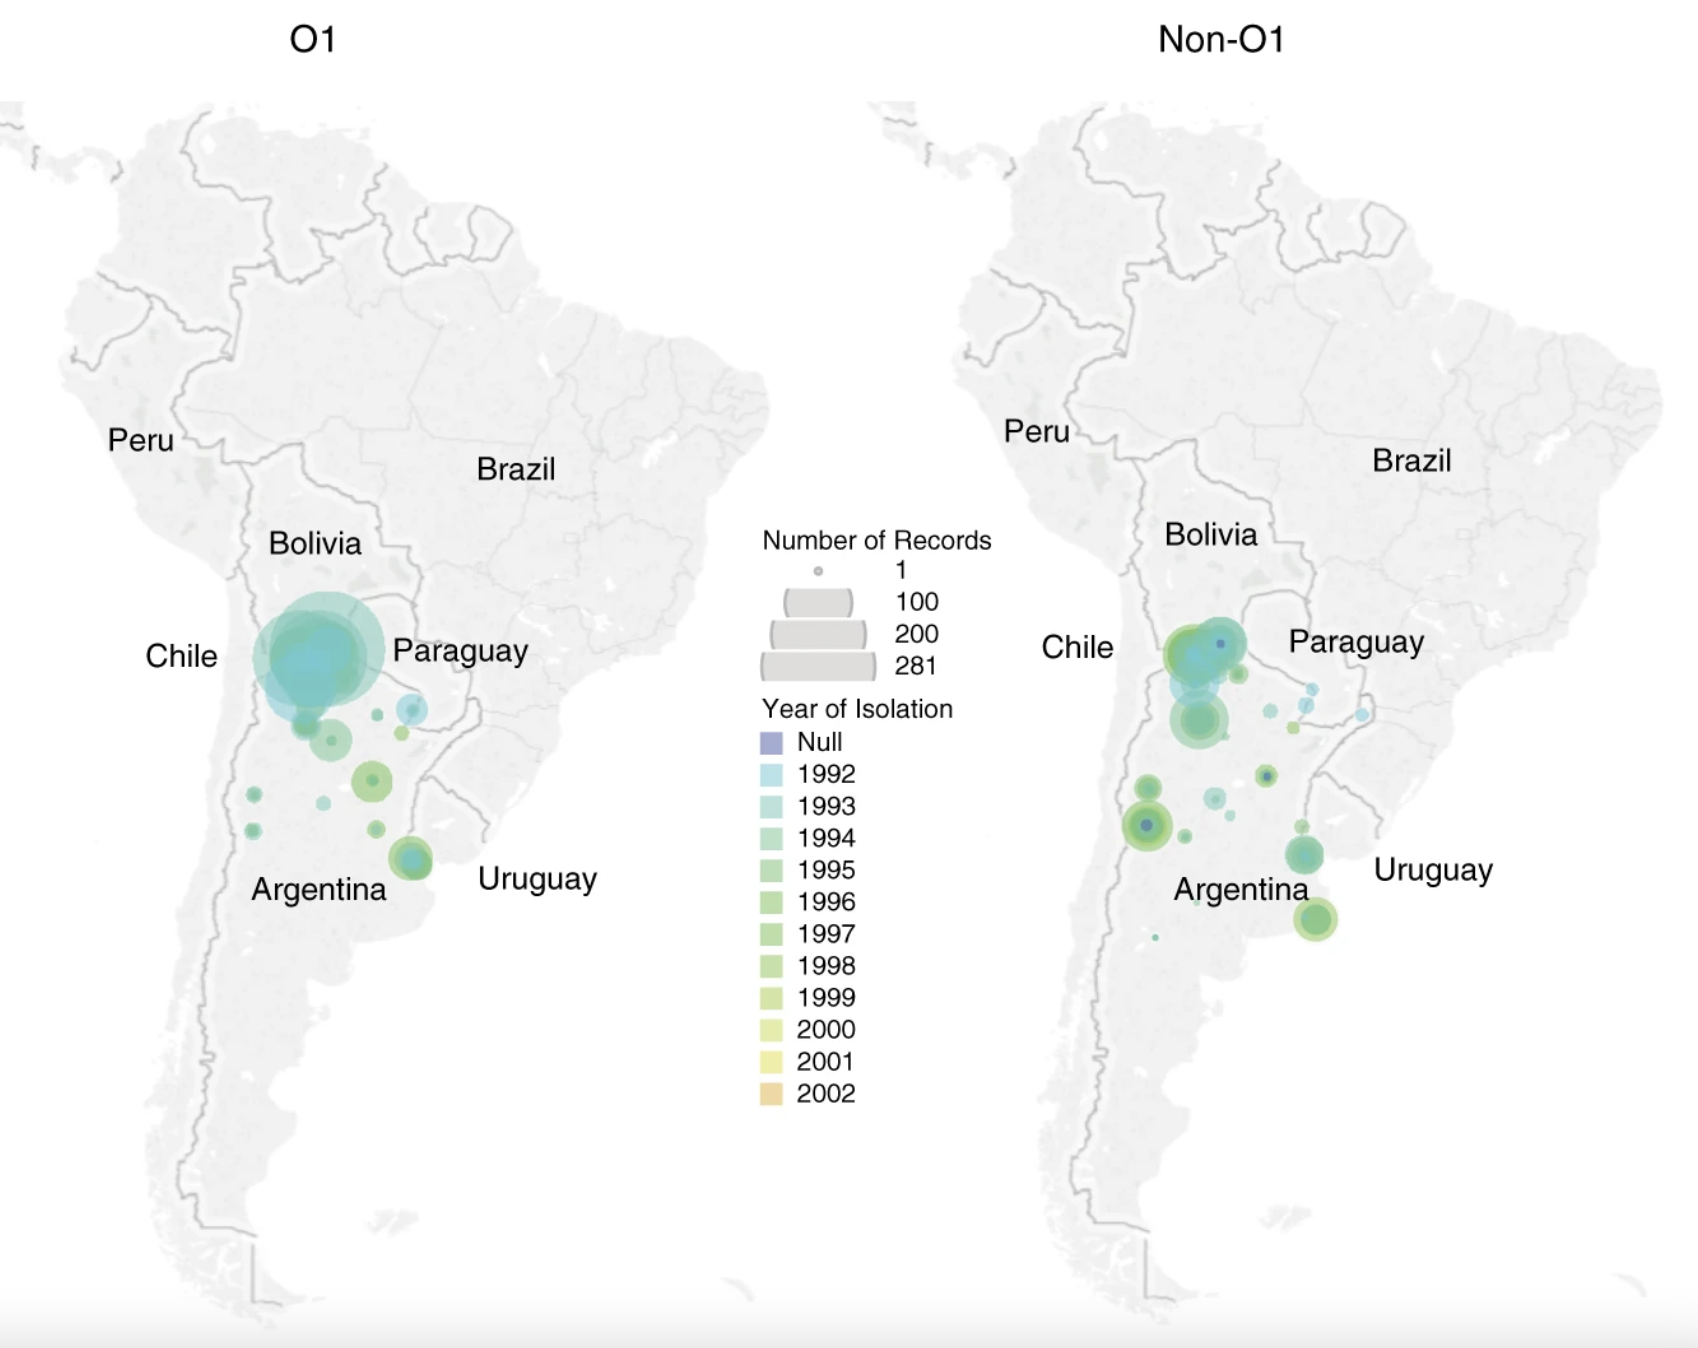 O1
Non-O1
Peru
Brazil
Bolivia
Chile
Paraguay
Argentina
Uruguay
Number of Records
1
100
200
281
Year of Isolation
Null
1992
1993
1994
1995
1996
1997
1998
1999
2000
2001
2002
Peru
Brazil
Bolivia
Chile
Paraguay
Argentina
Uruguay